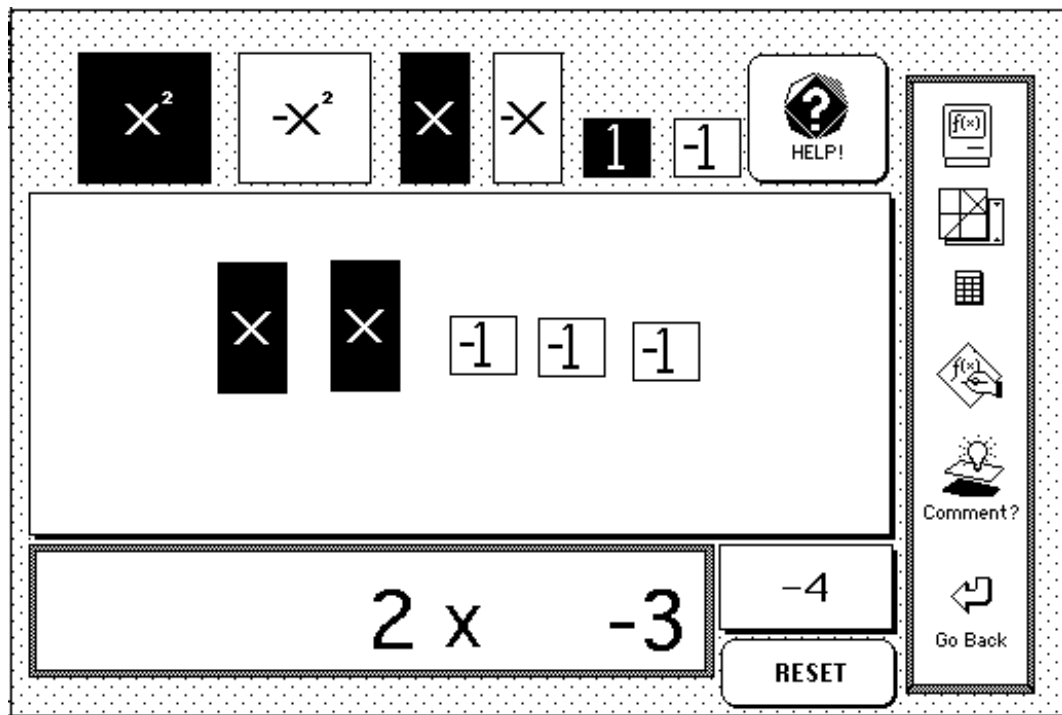 x²
-x²
x
-x
1
-1
?
HELP!
f(x)
x
x
-1
-1
-1
f(x)
Comment?
2 x -3
-4
Go Back
RESET